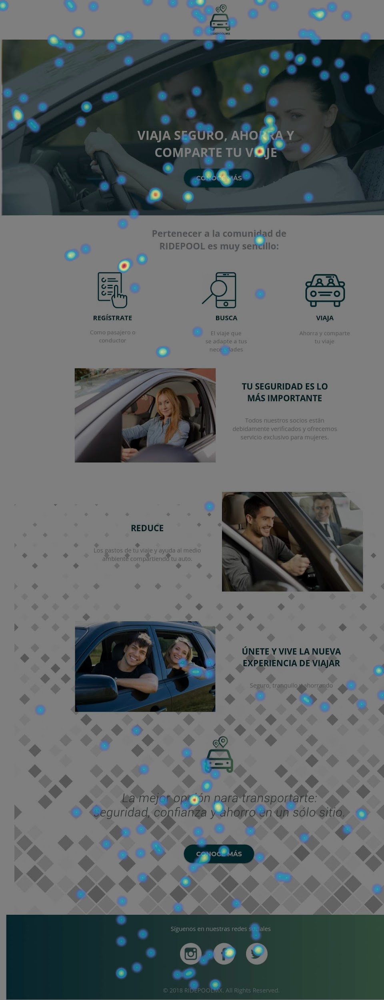 RIDEPOOLMX
VIAJA SEGURO, AHORRA Y
COMPARTE TU VIAJE
CONOCE MÁS
Pertenecer a la comunidad de
RIDEPOOL es muy sencillo:
REGÍSTRATE
Como pasajero o
conductor
BUSCA
El viaje que
se adapte a tus
necesidades
VIAJA
Ahorra y comparte
tu viaje
TU SEGURIDAD ES LO
MÁS IMPORTANTE
Todos nuestros socios están
debidamente verificados y ofrecemos
servicio exclusivo para mujeres.
REDUCE
Los gastos de tu viaje y ayuda al medio
ambiente compartiendo tu auto.
ÚNETE Y VIVE LA NUEVA
EXPERIENCIA DE VIAJAR
Seguro, tranquilo y ahorrando
La mejor opción para transportarte:
seguridad, confianza y ahorro en un sólo sitio.
CONOCE MÁS
Síguenos en nuestras redes sociales
© 2018 RIDEPOOLMX. All Rights Reserved.